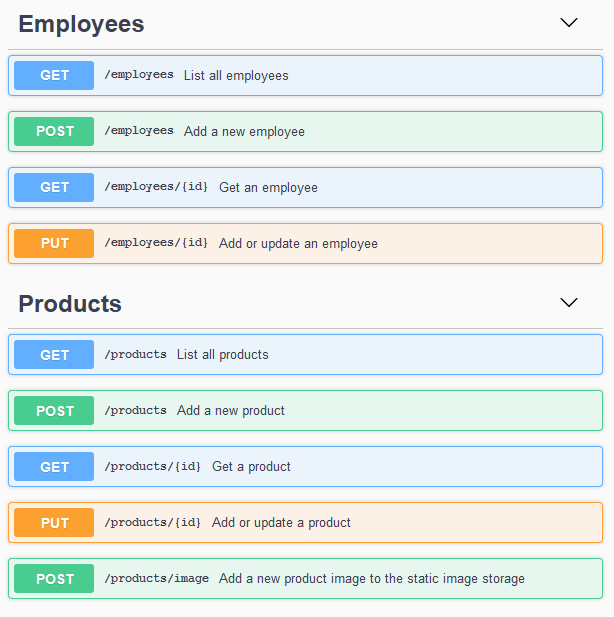 Employees
GET /employees List all employees
POST /employees Add a new employee
GET /employees/{id} Get an employee
PUT /employees/{id} Add or update an employee
Products
GET /products List all products
POST /products Add a new product
GET /products/{id} Get a product
PUT /products/{id} Add or update a product
POST /products/image Add a new product image to the static image storage